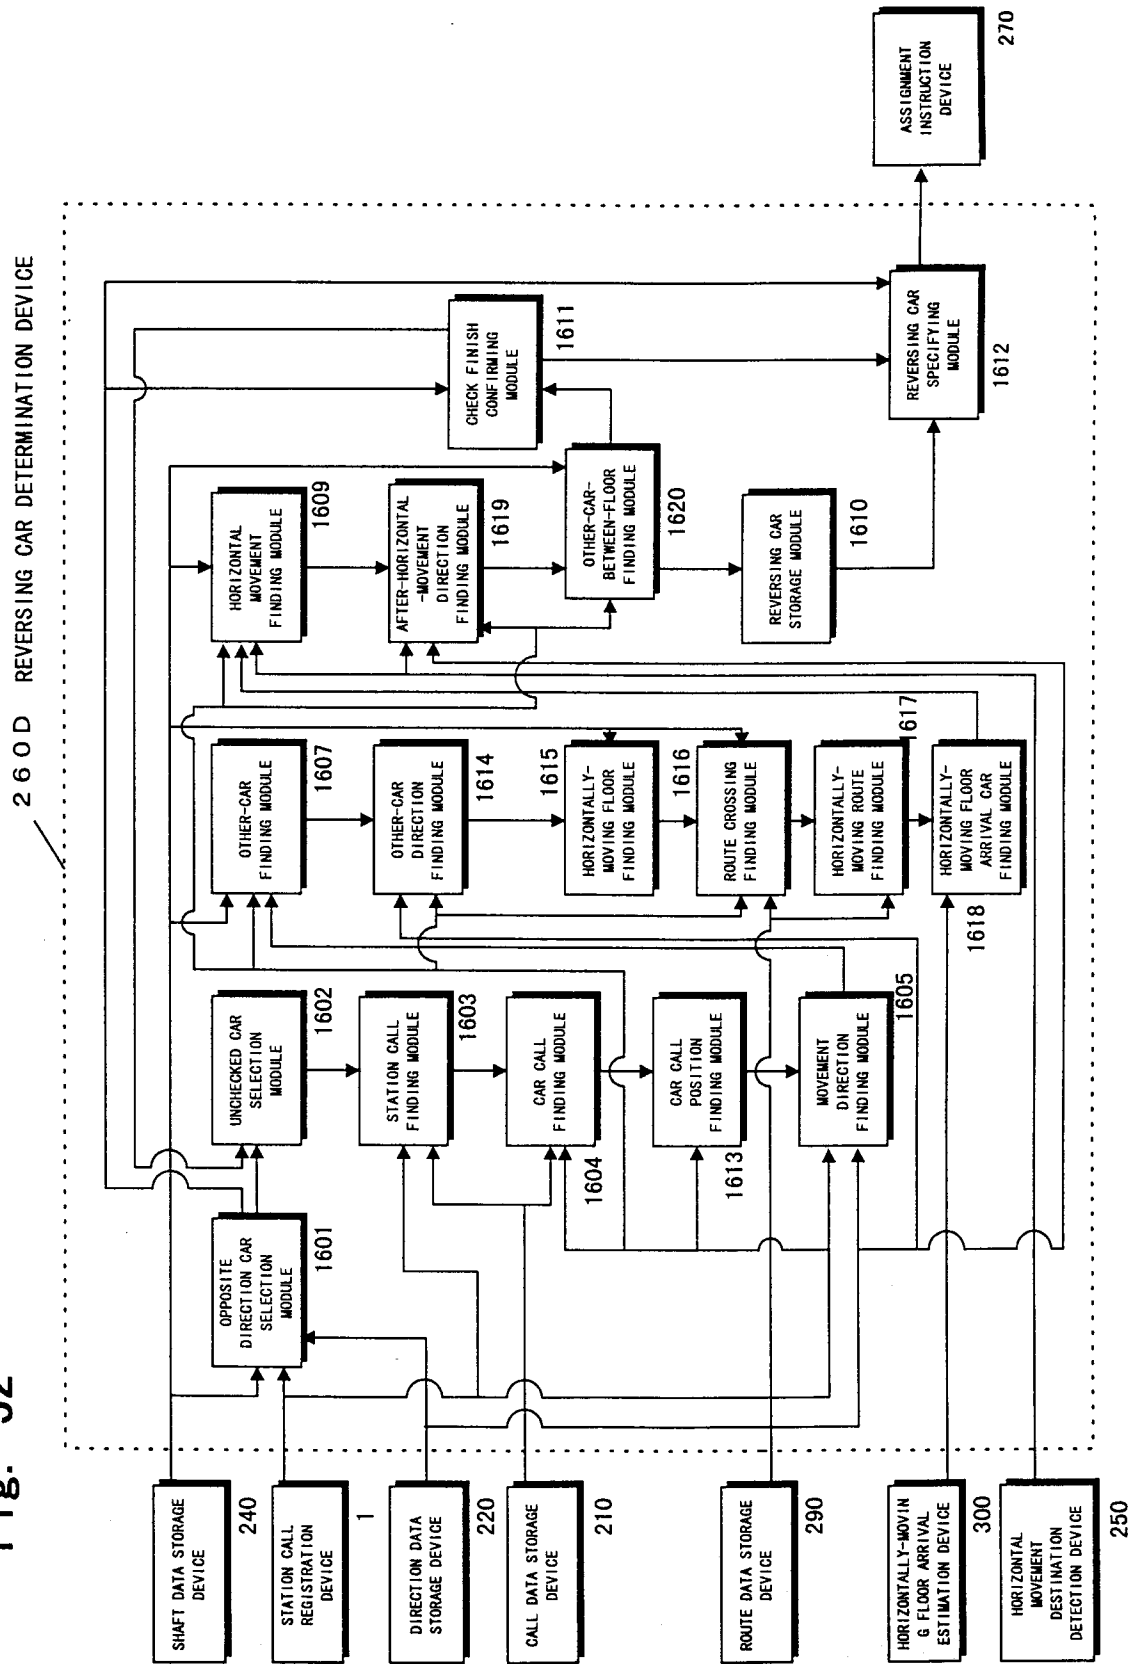 Fig. 52
260D REVERSING CAR DETERMINATION DEVICE
SHAFT DATA STORAGE
DEVICE
240
STATION CALL
REGISTRATION
DEVICE
1
DIRECTION DATA
STORAGE DEVICE
220
CALL DATA STORAGE
DEVICE
210
ROUTE DATA STORAGE
DEVICE
290
HORIZONTALLY-MOVIN
G FLOOR ARRIVAL
ESTIMATION DEVICE
300
HORIZONTAL
MOVEMENT
DESTINATION
DETECTION DEVICE
250
OPPOSITE
DIRECTION CAR
SELECTION
MODULE
1601
UNCHECKED CAR
SELECTION
MODULE
1602
STATION CALL
FINDING MODULE
1603
CAR CALL
FINDING MODULE
1604
CAR CALL
POSITION
FINDING MODULE
1613
MOVEMENT
DIRECTION
FINDING MODULE
1605
OTHER-CAR
FINDING MODULE
1607
OTHER-CAR
DIRECTION
FINDING MODULE
1614
HORIZONTALLY-
MOVING FLOOR
FINDING MODULE
1615
ROUTE CROSSING
FINDING MODULE
1616
HORIZONTALLY-
MOVING ROUTE
FINDING MODULE
1617
HORIZONTALLY-
MOVING FLOOR
ARRIVAL CAR
FINDING MODULE
1618
HORIZONTAL
MOVEMENT
FINDING MODULE
1609
AFTER-HORIZONTAL
-MOVEMENT
DIRECTION
FINDING MODULE
1619
OTHER-CAR-
BETWEEN-FLOOR
FINDING MODULE
1620
REVERSING CAR
STORAGE MODULE
1610
CHECK FINISH
CONFIRMING
MODULE
1611
REVERSING CAR
SPECIFYING
MODULE
1612
ASSIGNMENT
INSTRUCTION
DEVICE
270